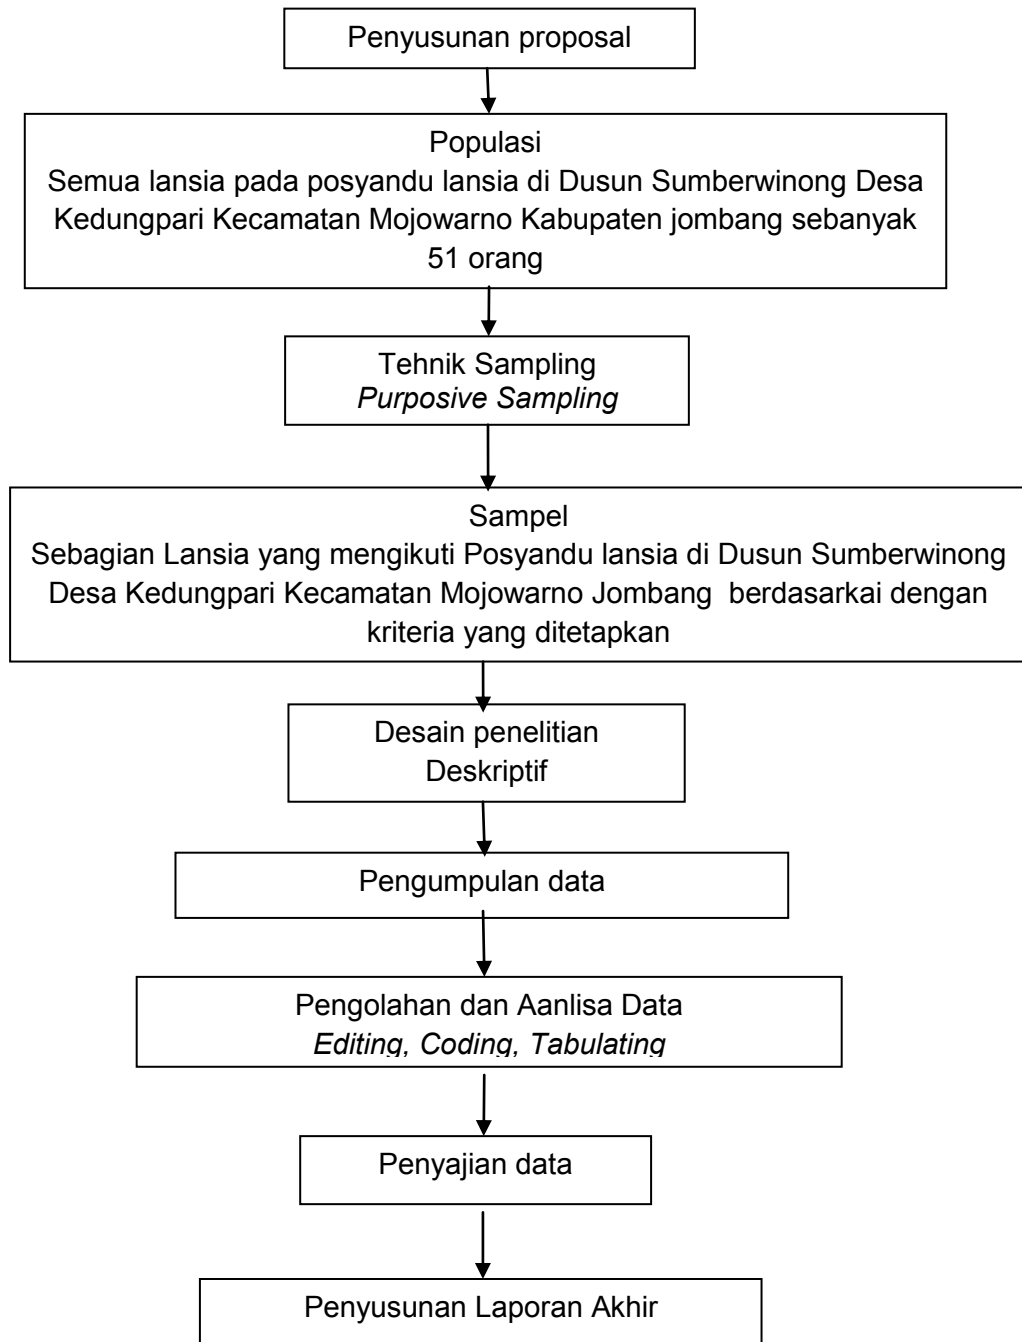 Penyusunan proposal
Populasi
Semua lansia pada posyandu lansia di Dusun Sumberwinong Desa
Kedungpari Kecamatan Mojowarno Kabupaten jombang sebanyak
51 orang
Tehnik Sampling
Purposive Sampling
Sampel
Sebagian Lansia yang mengikuti Posyandu lansia di Dusun Sumberwinong
Desa Kedungpari Kecamatan Mojowarno Jombang  berdasarkai dengan
kriteria yang ditetapkan
Desain penelitian
Deskriptif
Pengumpulan data
Pengolahan dan Aanlisa Data
Editing, Coding, Tabulating
Penyajian data
Penyusunan Laporan Akhir